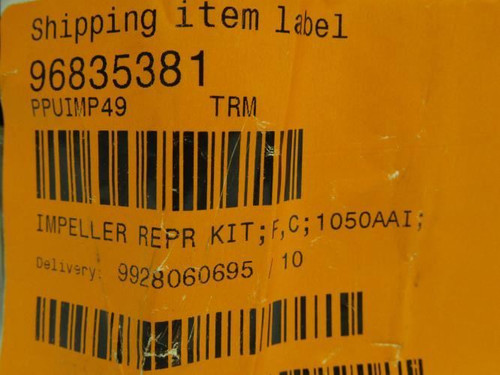 Shipping item label
96835381
PPUIMP49 TRM
IMPELLER REPR KIT;F,C;1050AAI;
Delivery: 9928060695 / 10